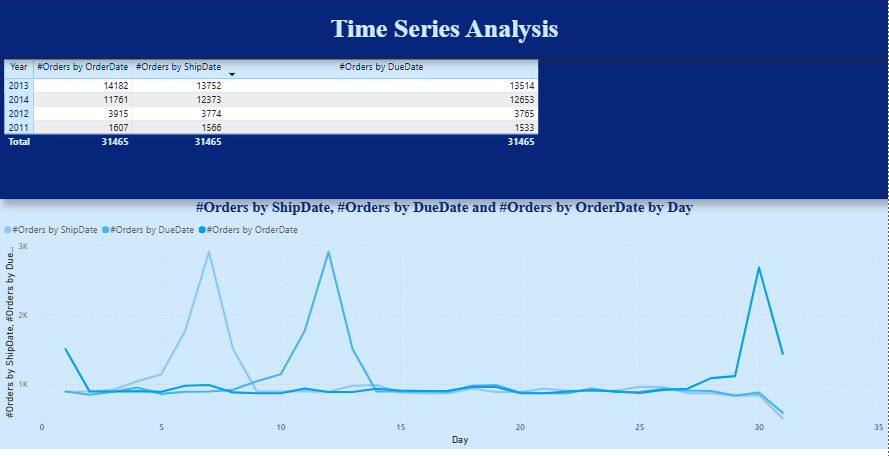 Time Series Analysis
Year #Orders by OrderDate #Orders by ShipDate #Orders by DueDate
2013 14182 13752 13514
2014 11761 12373 12653
2012 3915 3774 3765
2011 1607 1566 1533
Total 31465 31465 31465
#Orders by ShipDate, #Orders by DueDate and #Orders by OrderDate by Day
#Orders by ShipDate #Orders by DueDate #Orders by OrderDate
#Orders by ShipDate, #Orders by Due...
3K
2K
1K
0 5 10 15 20 25 30 35
Day